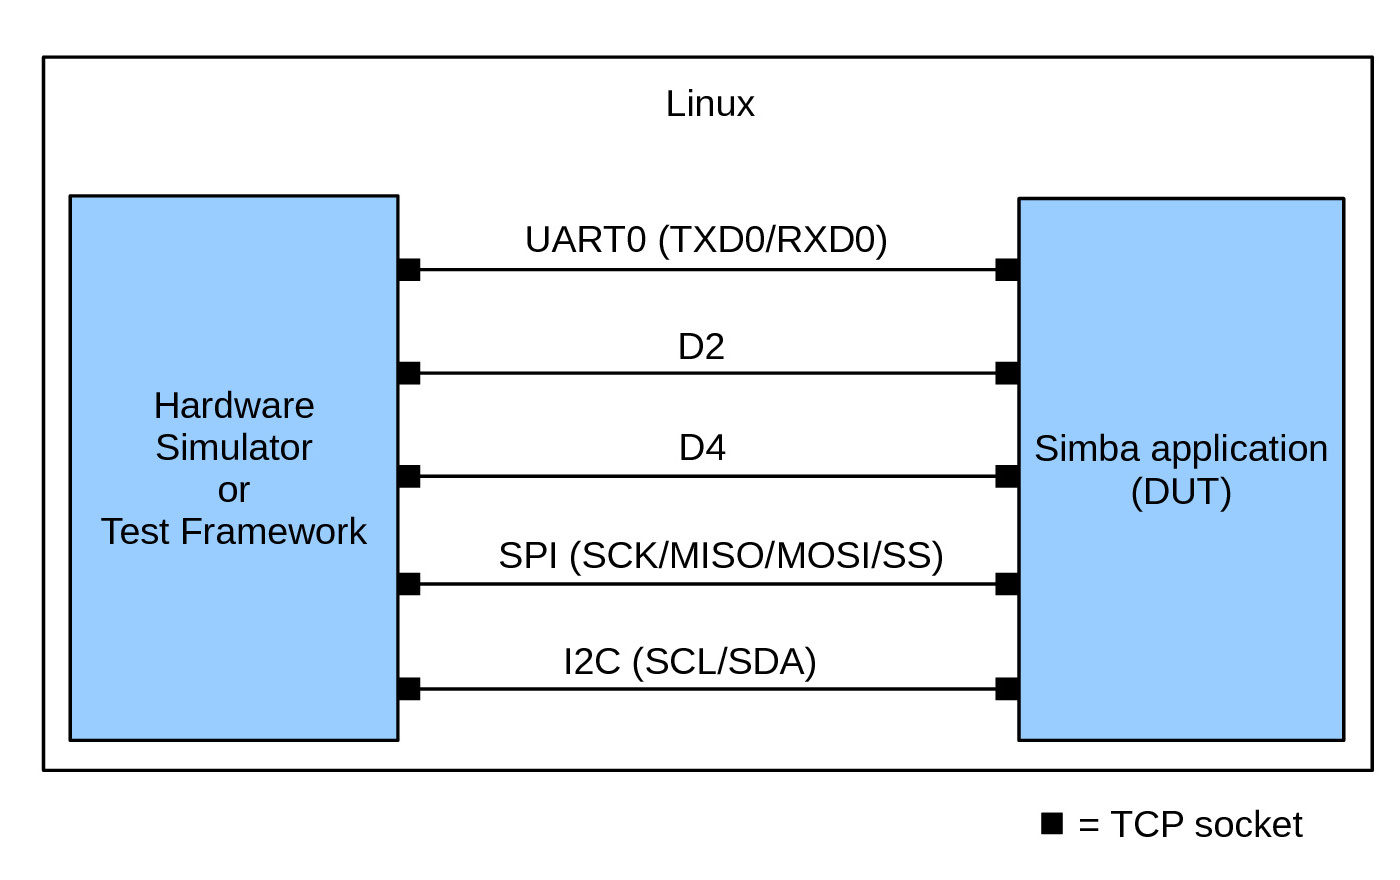 Linux
UART0 (TXD0/RXD0)
D2
D4
SPI (SCK/MISO/MOSI/SS)
I2C (SCL/SDA)
Hardware
Simulator
or
Test Framework
Simba application
(DUT)
= TCP socket